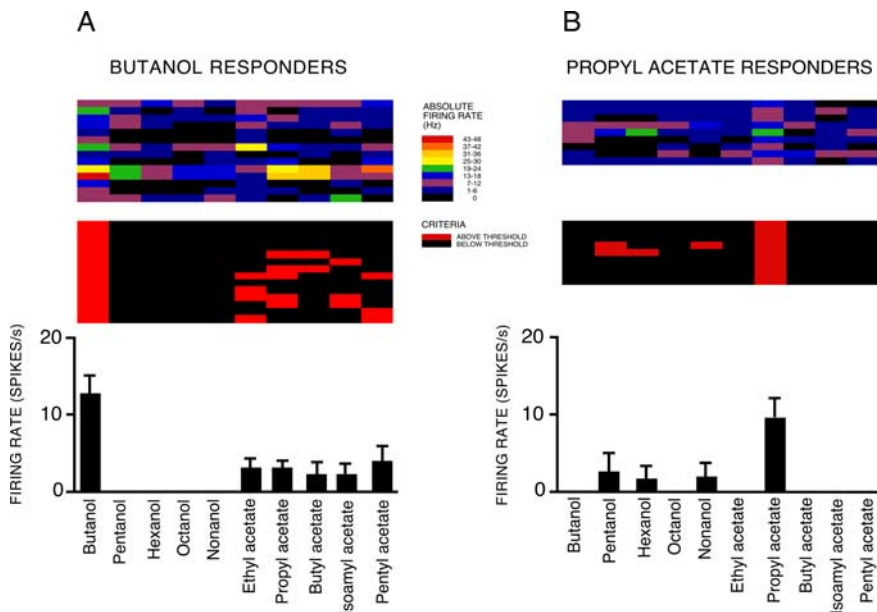 A
B
BUTANOL RESPONDERS
PROPYL ACETATE RESPONDERS
ABSOLUTE
FIRING RATE
(Hz)
43-48
37-42
31-36
25-30
19-24
13-18
7-12
1-6
0
CRITERIA
ABOVE THRESHOLD
BELOW THRESHOLD
FIRING RATE (SPIKES/s)
20
10
0
Butanol
Pentanol
Hexanol
Octanol
Nonanol
Ethyl acetate
Propyl acetate
Butyl acetate
soamyl acetate
Pentyl acetate
FIRING RATE (SPIKES/s)
20
10
0
Butanol
Pentanol
Hexanol
Octanol
Nonanol
Ethyl acetate
Propyl acetate
Butyl acetate
Isoamyl acetate
Pentyl acetate